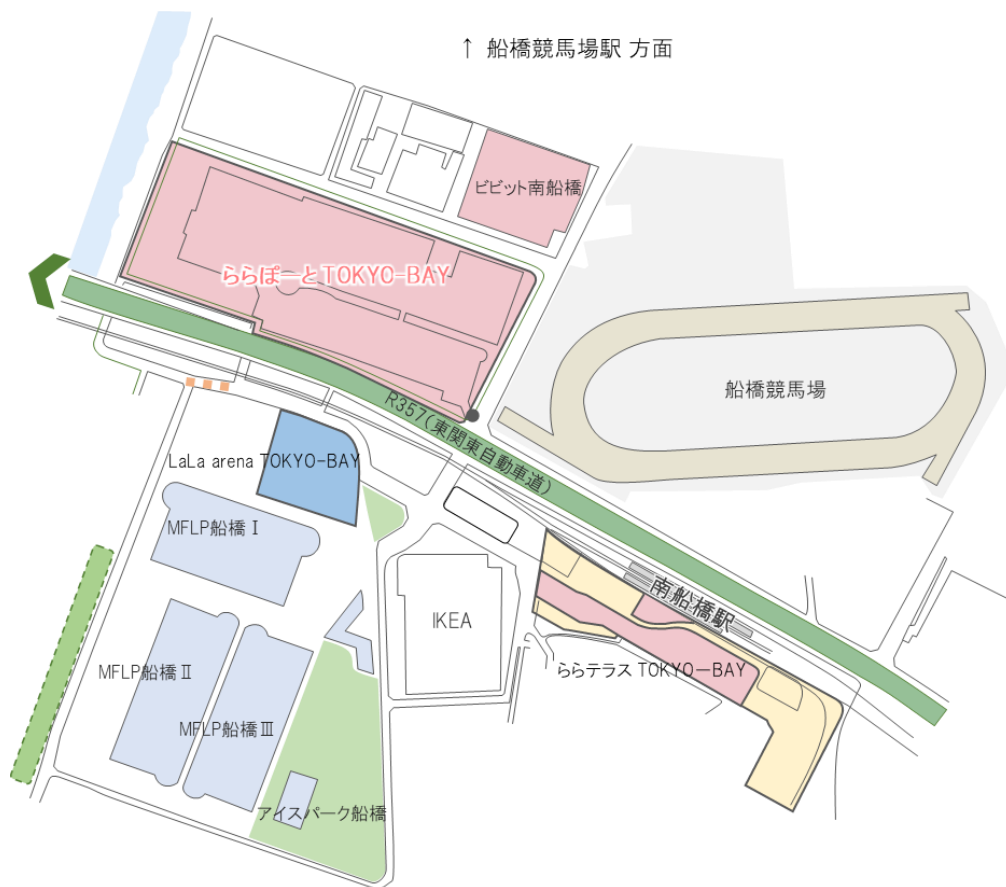 ↑ 船橋競馬場駅 方面
ビビット南船橋
ららぽーとTOKYO-BAY
船橋競馬場
R357(東関東自動車道)
LaLa arena TOKYO-BAY
MFLP船橋Ⅰ
南船橋駅
IKEA
ららテラス TOKYO－BAY
MFLP船橋Ⅱ
MFLP船橋Ⅲ
アイスパーク船橋